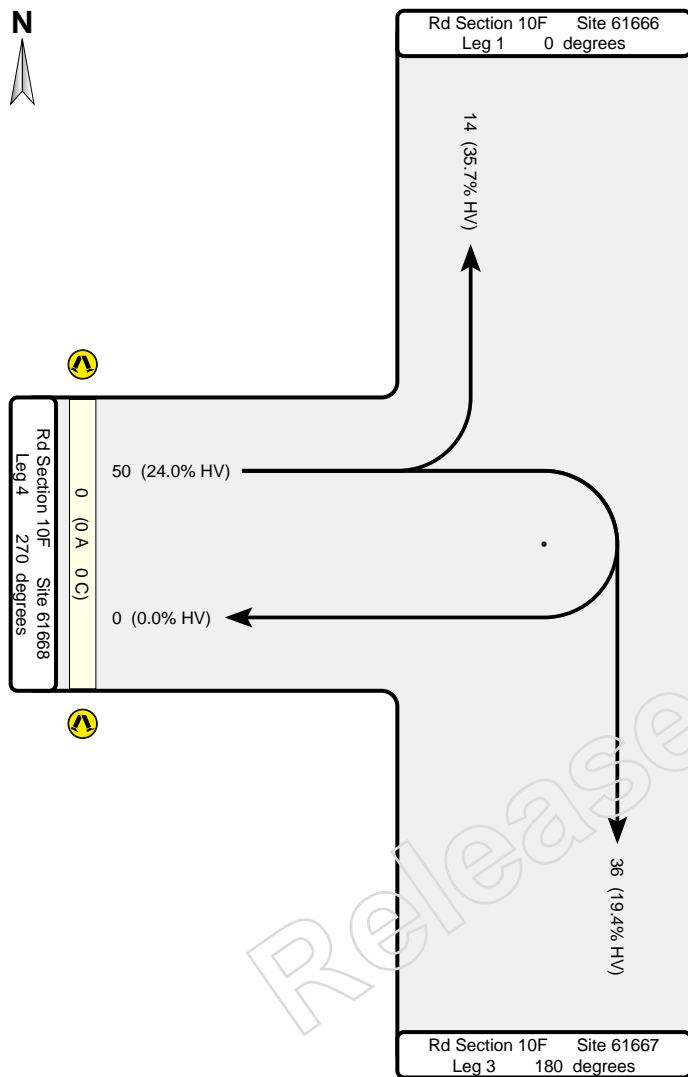 N
Rd Section 10F Site 61666
Leg 1 0 degrees
14 (35.7% HV)
50 (24.0% HV)
0 (0 A 0 C)
Rd Section 10F Site 61668
Leg 4 270 degrees
0 (0.0% HV)
36 (19.4% HV)
Release
Rd Section 10F Site 61667
Leg 3 180 degrees